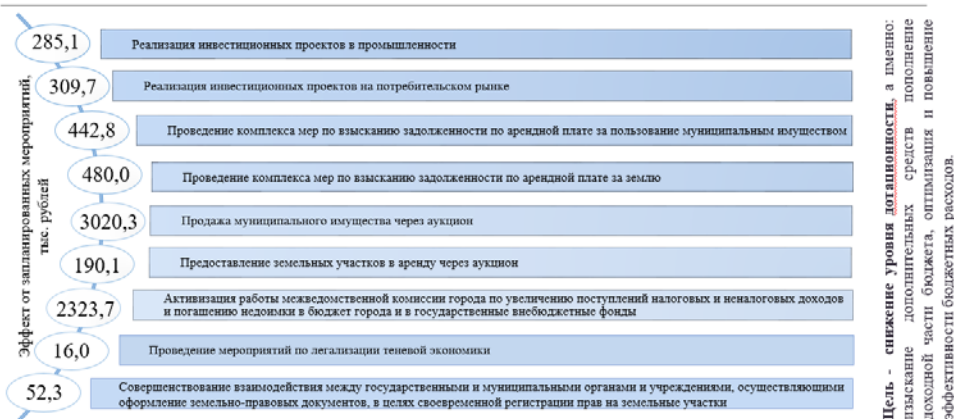 Эффект от запланированных мероприятий,
тыс. рублей
285,1
Реализация инвестиционных проектов в промышленности
309,7
Реализация инвестиционных проектов на потребительском рынке
442,8
Проведение комплекса мер по взысканию задолженности по арендной плате за пользование муниципальным имуществом
480,0
Проведение комплекса мер по взысканию задолженности по арендной плате за землю
3020,3
Продажа муниципального имущества через аукцион
190,1
Предоставление земельных участков в аренду через аукцион
2323,7
Активизация работы межведомственной комиссии города по увеличению поступлений налоговых и неналоговых доходов
и погашению недоимки в бюджет города и в государственные внебюджетные фонды
16,0
Проведение мероприятий по легализации теневой экономики
52,3
Совершенствование взаимодействия между государственными и муниципальными органами и учреждениями, осуществляющими
оформление земельно-правовых документов, в целях своевременной регистрации прав на земельные участки
Цель - снижение уровня дотационности, а именно:
изыскание дополнительных средств пополнение
доходной части бюджета, оптимизация и повышение
эффективности бюджетных расходов.